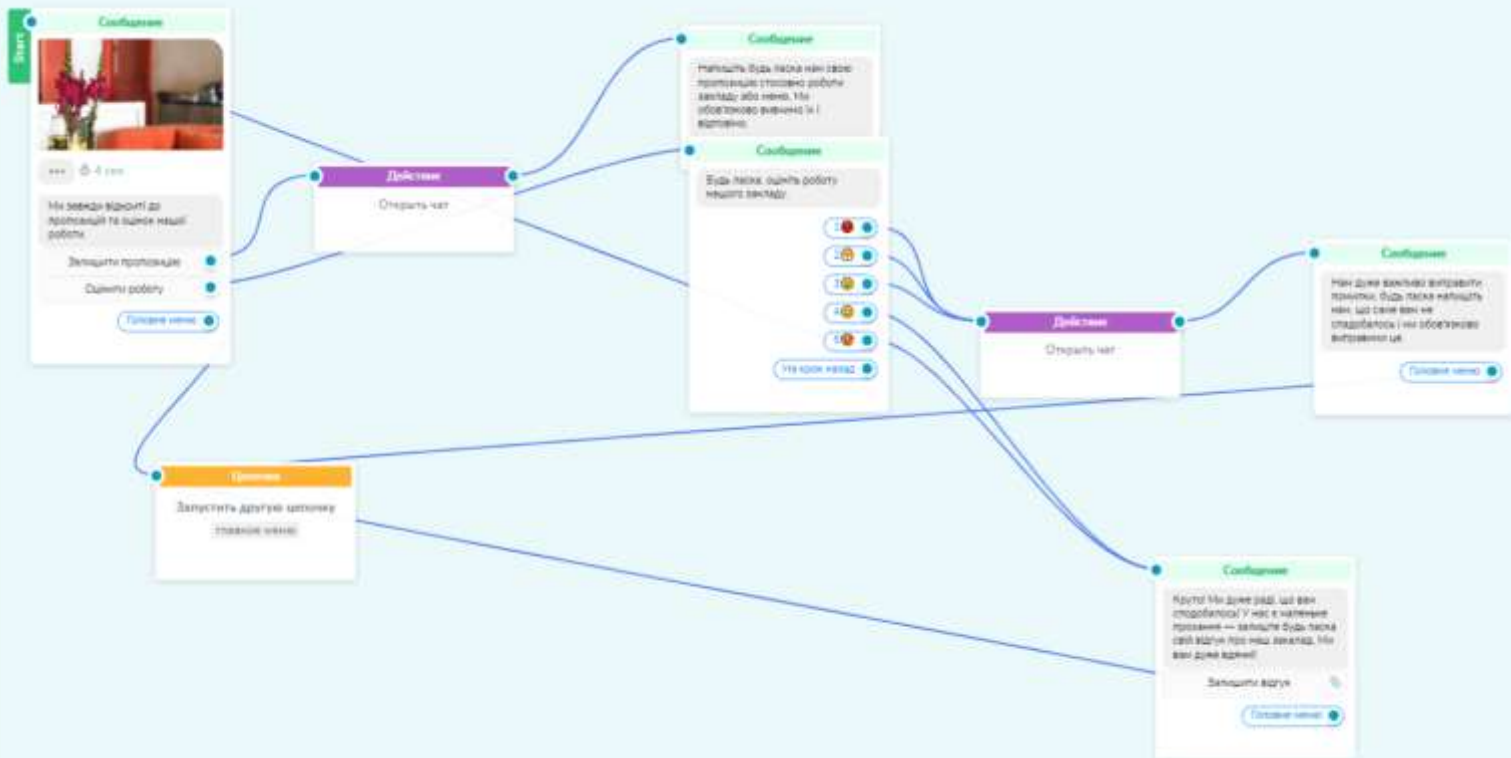 Start
Сообщение
4 сек
Ми завжди відкриті до
пропозицій та оцінок нашої
роботи
Залишити пропозицію
Оцінити роботу
Головне меню
Действие
Открыть чат
Сообщение
Напишіть будь ласка нам свою
пропозицію стосовно роботи
закладу або меню. Ми
обов'язково вивчимо їх і
відповімо.
Сообщение
Будь ласка, оцініть роботу
нашого закладу
1
2
3
4
5
На крок назад
Действие
Открыть чат
Сообщение
Нам дуже важливо виправити
помилки, будь ласка напишіть
нам, що саме вам не
сподобалось і ми обов'язково
виправимо це.
Головне меню
Цепочка
Запустить другую цепочку
главное меню
Сообщение
Круто! Ми дуже раді, що вам
сподобалось! У нас є маленьке
прохання — залиште будь ласка
свій відгук про наш заклад. Ми
вам дуже вдячні!
Залишити відгук
Головне меню